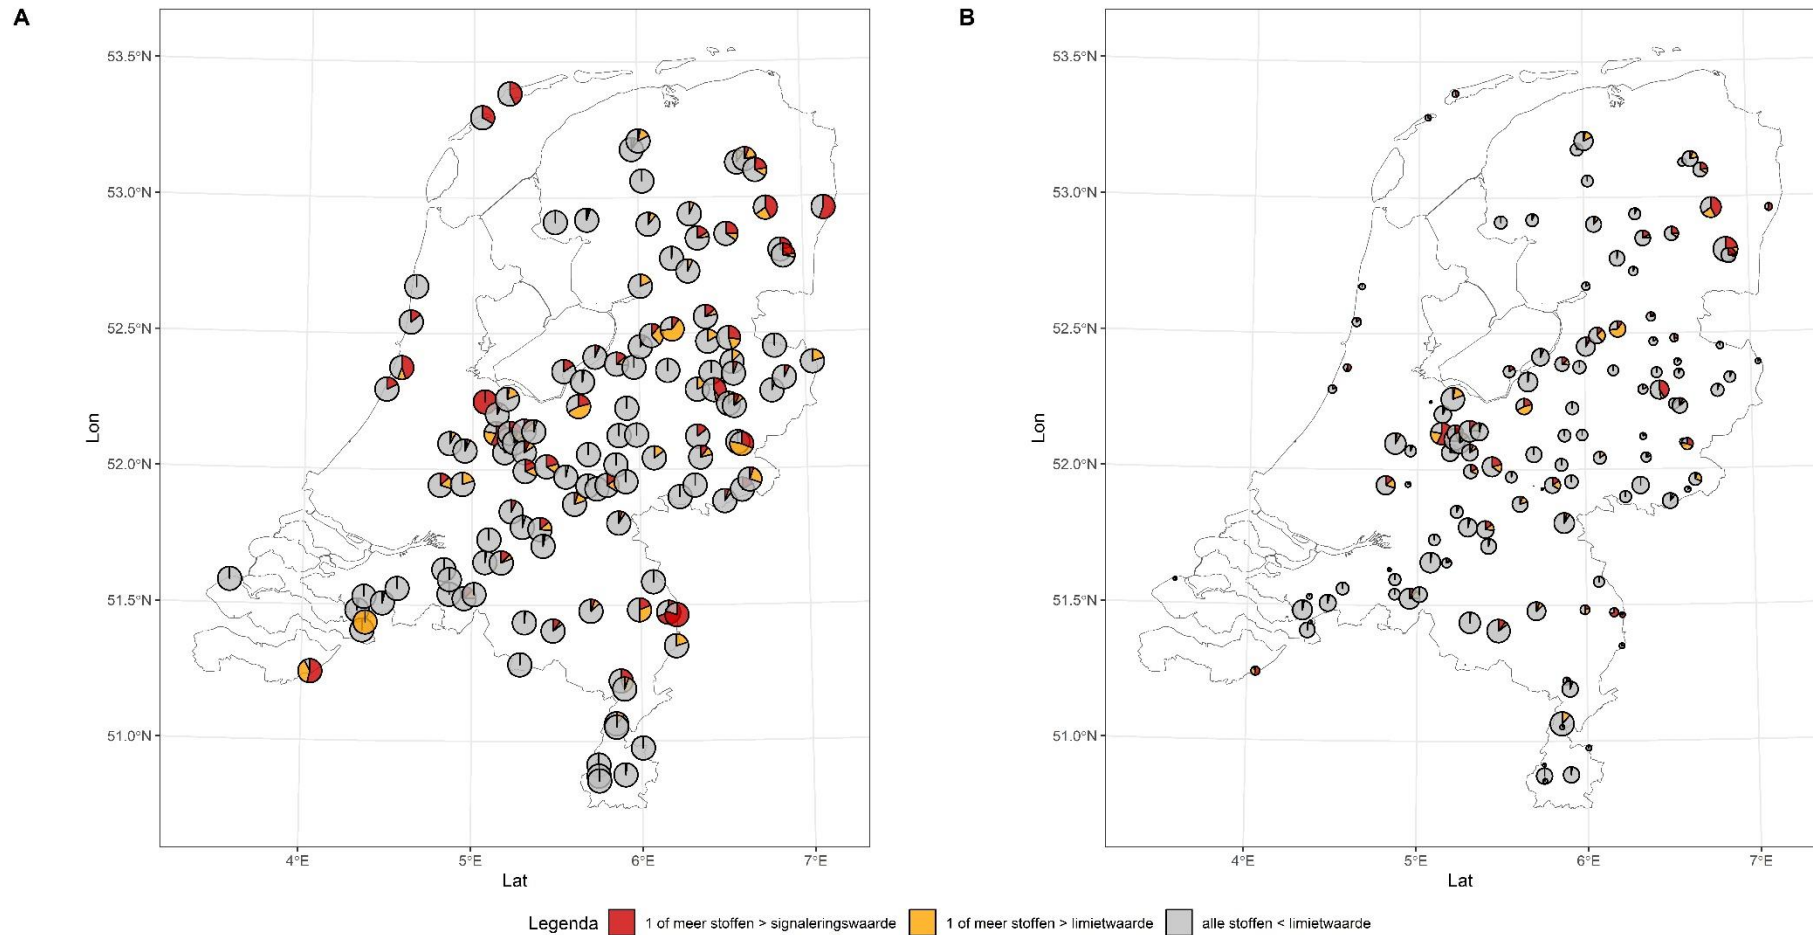 A
B
53.5°N
53.0°N
52.5°N
52.0°N
51.5°N
51.0°N
Lon
4°E 5°E 6°E 7°E
Lat
53.5°N
53.0°N
52.5°N
52.0°N
51.5°N
51.0°N
Lon
4°E 5°E 6°E 7°E
Lat
Legenda 1 of meer stoffen > signaleringswaarde 1 of meer stoffen > limietwaarde alle stoffen < limietwaarde